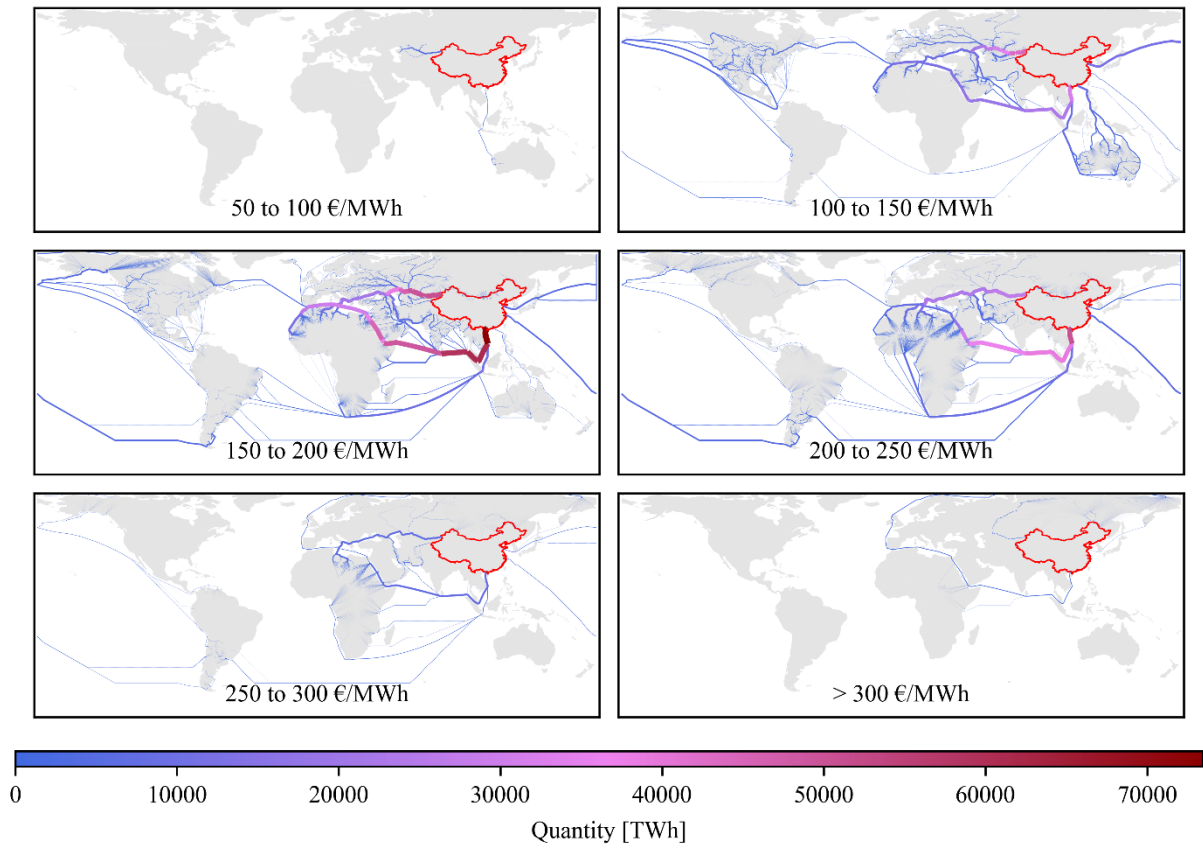 50 to 100 €/MWh
100 to 150 €/MWh
150 to 200 €/MWh
200 to 250 €/MWh
250 to 300 €/MWh
> 300 €/MWh
0 10000 20000 30000 40000 50000 60000 70000
Quantity [TWh]